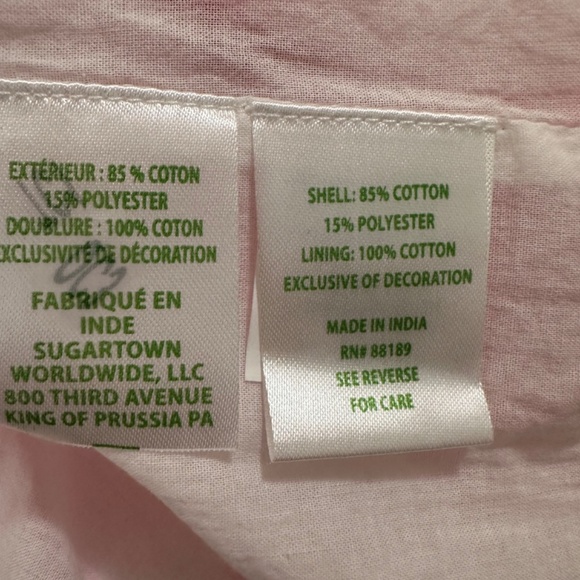 EXTÉRIEUR : 85 % COTON
15% POLYESTER
DOUBLURE : 100% COTON
EXCLUSIVITÉ DE DÉCORATION
FABRIQUÉ EN
INDE
SUGARTOWN
WORLDWIDE, LLC
800 THIRD AVENUE
KING OF PRUSSIA PA
SHELL: 85% COTTON
15% POLYESTER
LINING: 100% COTTON
EXCLUSIVE OF DECORATION
MADE IN INDIA
RN# 88189
SEE REVERSE
FOR CARE